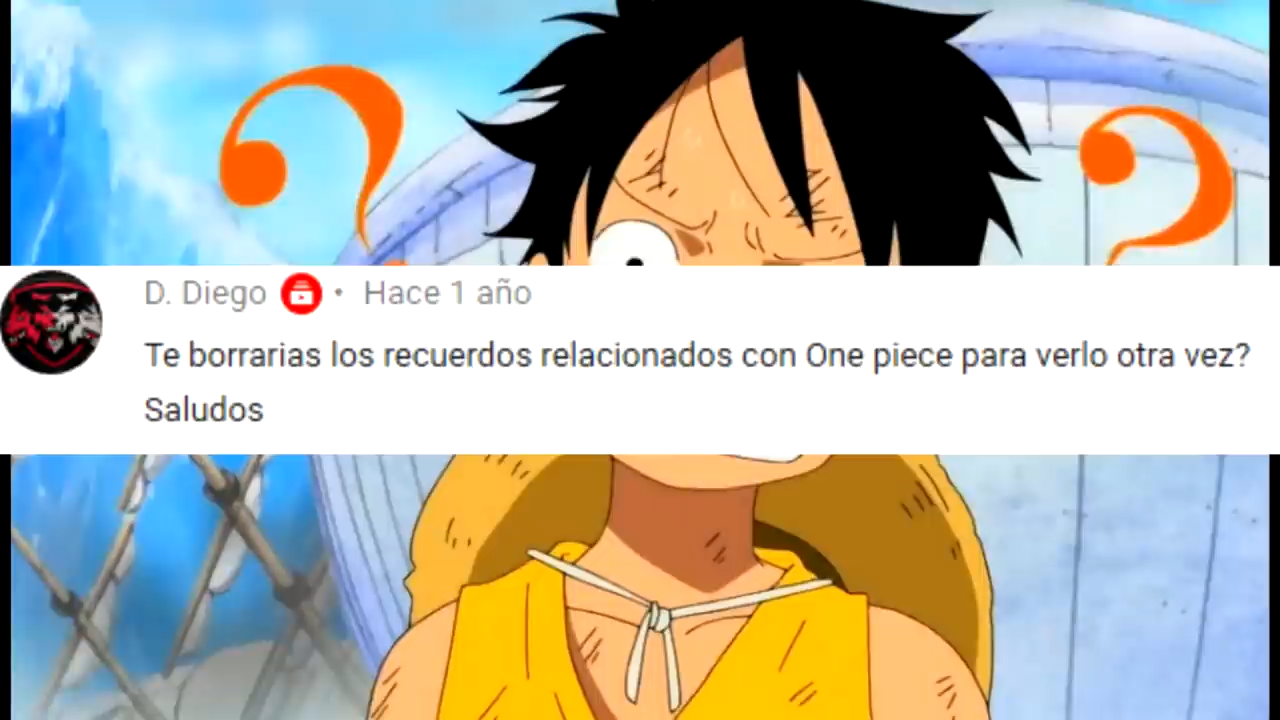 ? ?
D. Diego • Hace 1 año
Te borrarias los recuerdos relacionados con One piece para verlo otra vez?
Saludos